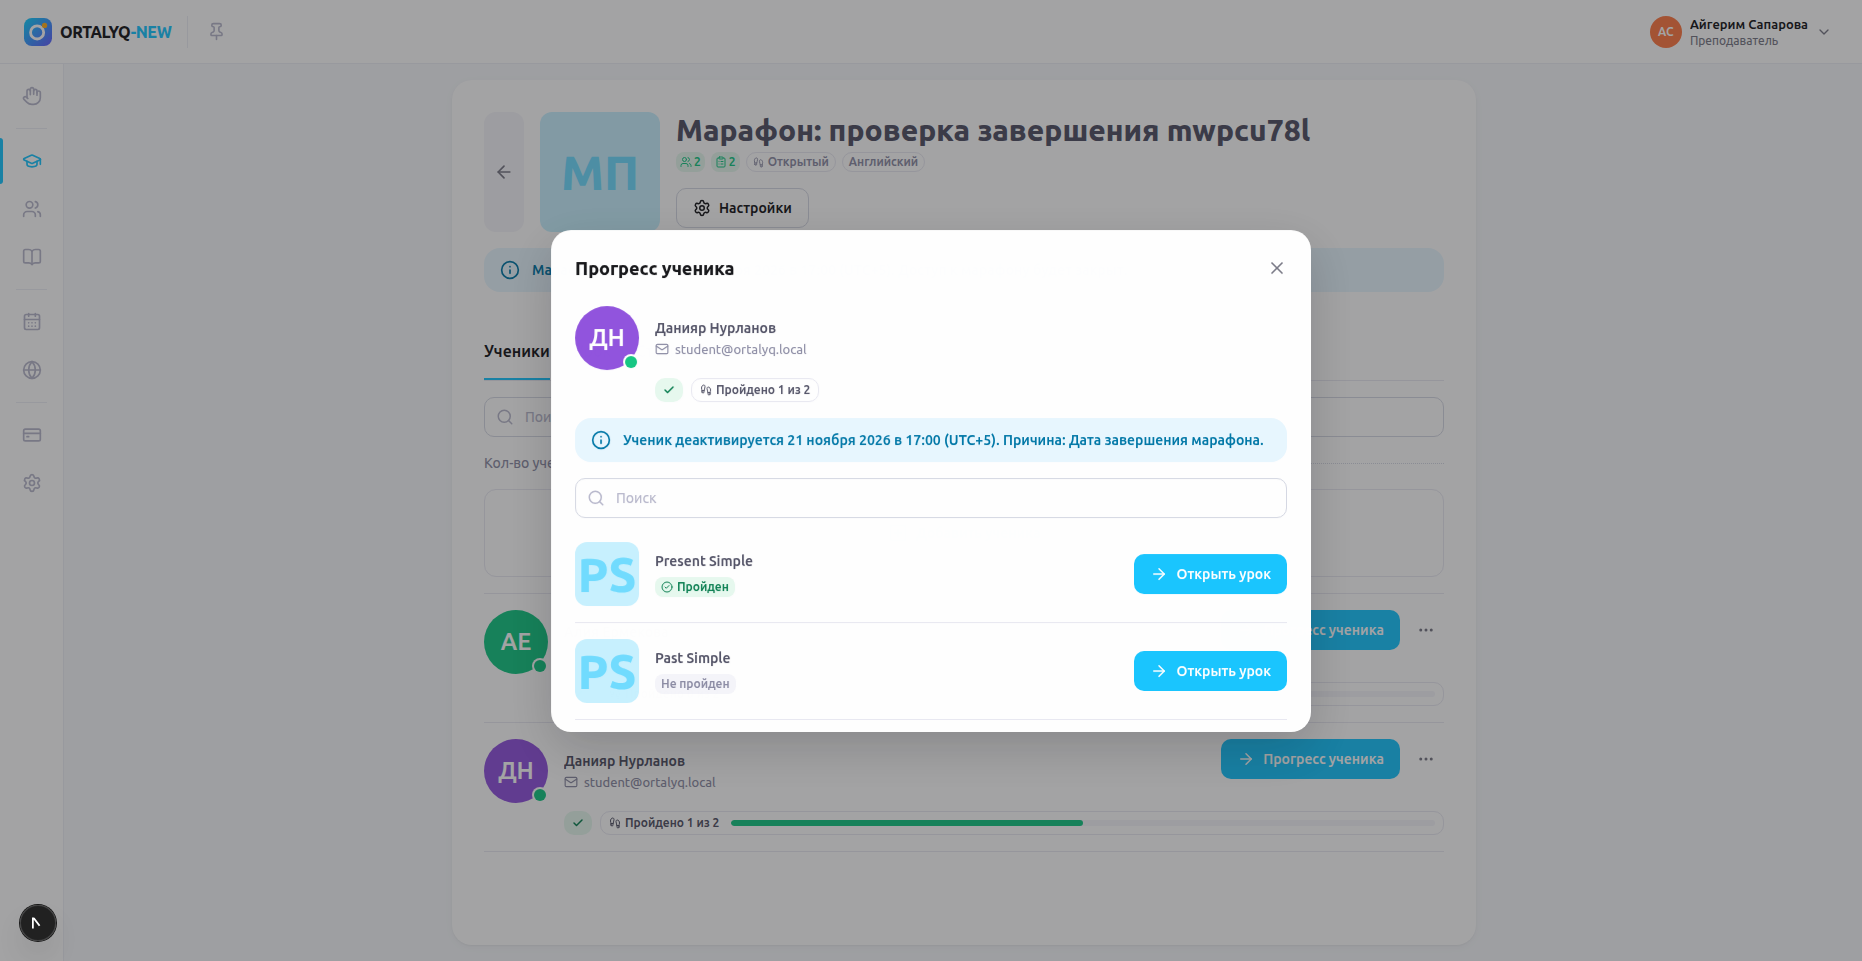 ORTALYQ-NEW
АС
Айгерим Сапарова
Преподаватель
МП
Марафон: проверка завершения mwpcu78l
2
2
Открытый
Английский
Настройки
Ма
Ученики
Пои
Кол-во уче
Прогресс ученика
ДН
Данияр Нурланов
student@ortalyq.local
Пройдено 1 из 2
Ученик деактивируется 21 ноября 2026 в 17:00 (UTC+5). Причина: Дата завершения марафона.
Поиск
PS
Present Simple
Пройден
Открыть урок
PS
Past Simple
Не пройден
Открыть урок
АЕ
сс ученика
ДН
Данияр Нурланов
student@ortalyq.local
Прогресс ученика
Пройдено 1 из 2